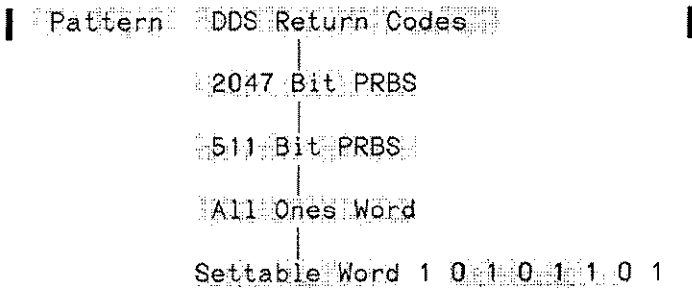 Pattern DDS Return Codes
2047 Bit PRBS
511 Bit PRBS
All Ones Word
Settable Word 1 0 1 0 1 1 0 1